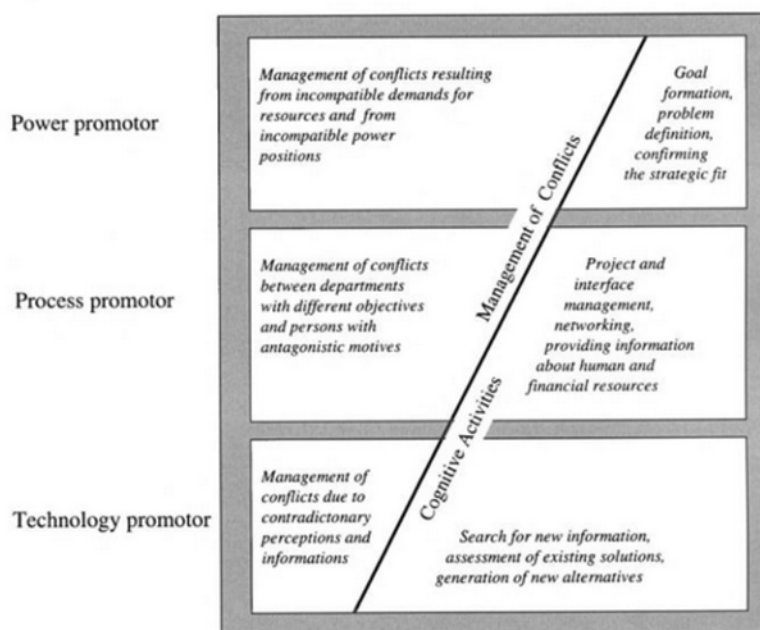 Power promotor
Management of conflicts resulting
from incompatible demands for
resources and from
incompatible power
positions
Goal
formation,
problem
definition,
confirming
the strategic fit
Management of Conflicts
Process promotor
Management of conflicts
between departments
with different objectives
and persons with
antagonistic motives
Project and
interface
management,
networking,
providing information
about human and
financial resources
Cognitive Activities
Technology promotor
Management of
conflicts due to
contradictonary
perceptions and
informations
Search for new information,
assessment of existing solutions,
generation of new alternatives